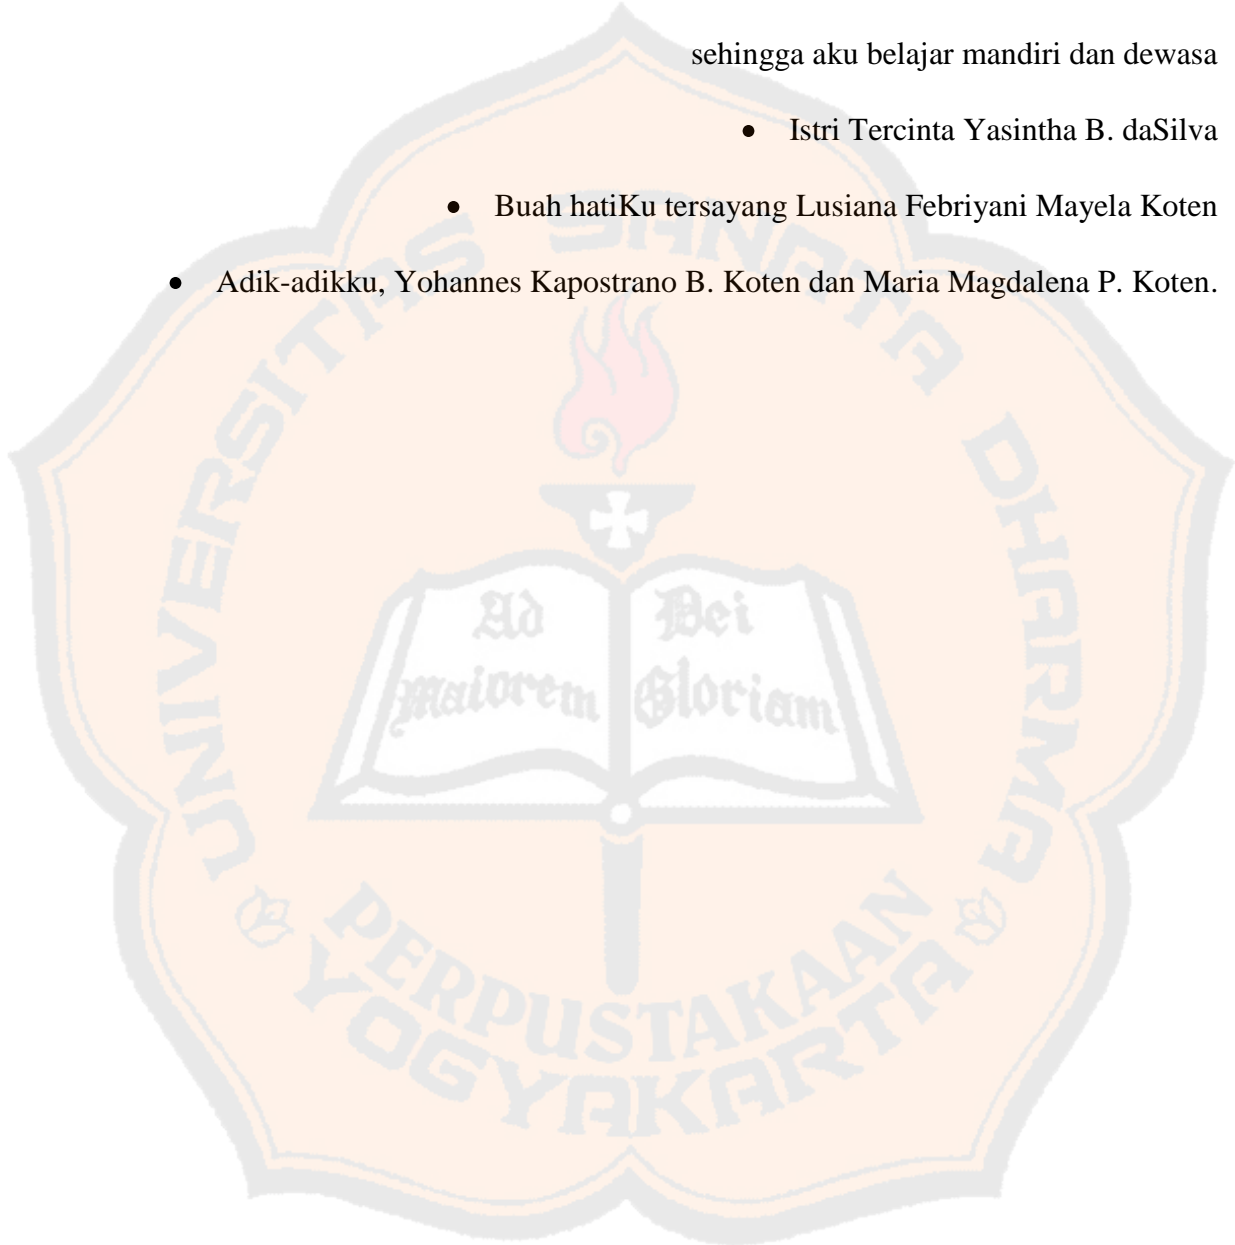 sehingga aku belajar mandiri dan dewasa
• Istri Tercinta Yasintha B. daSilva
• Buah hatiKu tersayang Lusiana Febriyani Mayela Koten
• Adik-adikku, Yohannes Kapostrano B. Koten dan Maria Magdalena P. Koten.
UNIVERSITAS SANATA DHARMA
Ad Dei
maiorem Gloriam
PERPUSTAKAAN
YOGYAKARTA